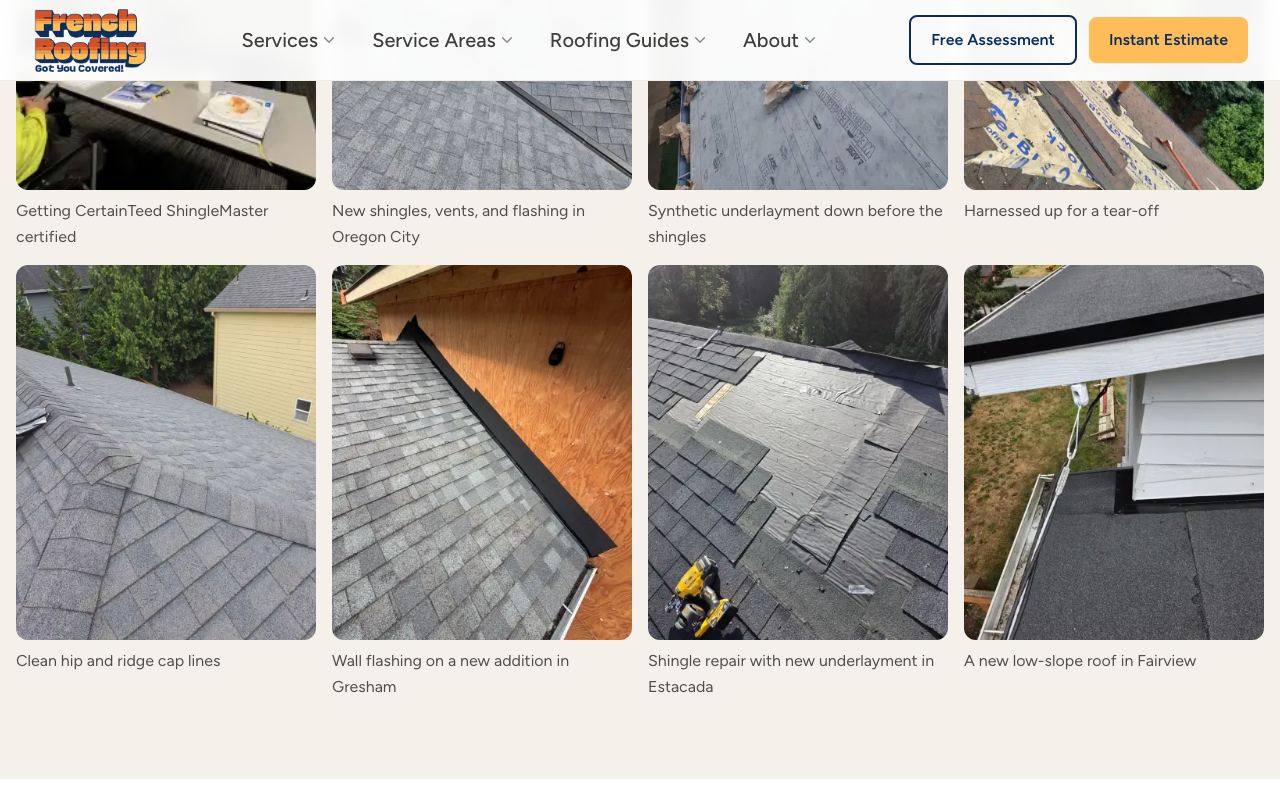 French
Roofing
Got You Covered!
Services
Service Areas
Roofing Guides
About
Free Assessment
Instant Estimate
Getting CertainTeed ShingleMaster
certified
New shingles, vents, and flashing in
Oregon City
Synthetic underlayment down before the
shingles
Harnessed up for a tear-off
Clean hip and ridge cap lines
Wall flashing on a new addition in
Gresham
Shingle repair with new underlayment in
Estacada
A new low-slope roof in Fairview